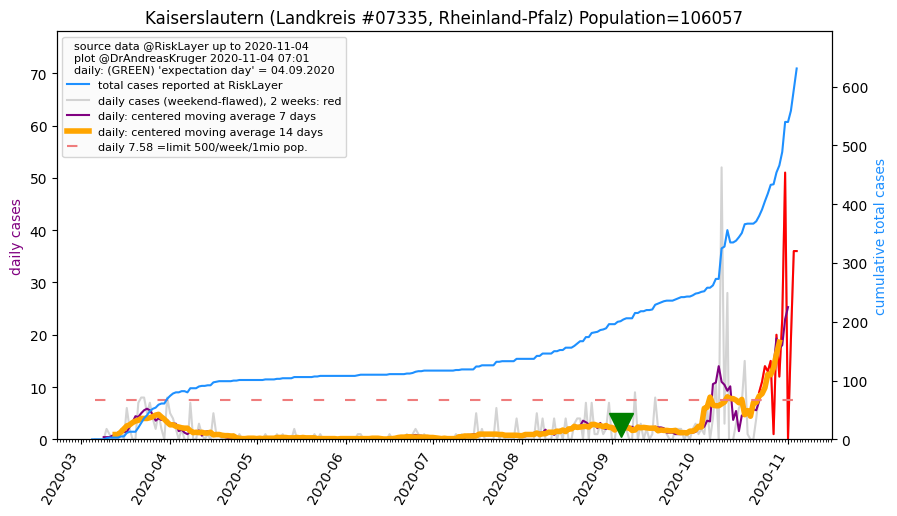 Kaiserslautern (Landkreis #07335, Rheinland-Pfalz) Population=106057
source data @RiskLayer up to 2020-11-04
plot @DrAndreasKruger 2020-11-04 07:01
daily: (GREEN) 'expectation day' = 04.09.2020
total cases reported at RiskLayer
daily cases (weekend-flawed), 2 weeks: red
daily: centered moving average 7 days
daily: centered moving average 14 days
daily 7.58 =limit 500/week/1mio pop.
daily cases
70
60
50
40
30
20
10
0
cumulative total cases
600
500
400
300
200
100
0
2020-03
2020-04
2020-05
2020-06
2020-07
2020-08
2020-09
2020-10
2020-11